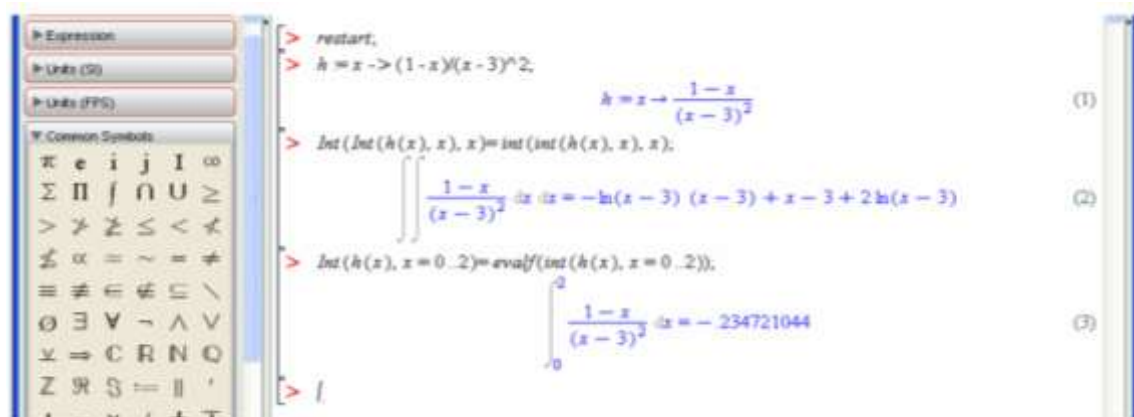 Expression
Units (SI)
Units (FPS)
Common Symbols
π e i j I ∞
Σ Π ∫ ∩ ∪ ≥
> ≯ ≱ ≤ < ≮
≰ ∝ = ~ = ≠
≡ ≢ ∈ ∉ ⊆ \
Ø ∃ ∀ ¬ ∧ ∨
⊻ ⇒ ℂ ℝ ℕ ℚ
ℤ ℜ ℑ := ∥ '
> restart;
> h = x -> (1-x)/(x-3)^2;
h = x → (1 − x)/(x − 3)² (1)
> Int(Int(h(x), x), x)=int(int(h(x), x), x);
∫∫ (1 − x)/(x − 3)² dx dx = −ln(x − 3) (x − 3) + x − 3 + 2 ln(x − 3) (2)
> Int(h(x), x = 0..2)=evalf(int(h(x), x = 0..2));
∫₀² (1 − x)/(x − 3)² dx = −.234721044 (3)
>